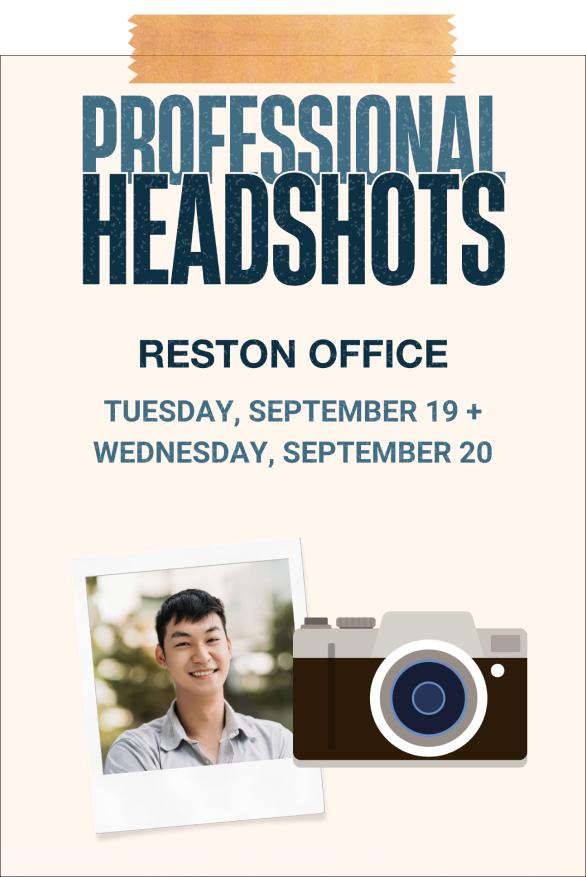 PROFESSIONAL
HEADSHOTS
RESTON OFFICE
TUESDAY, SEPTEMBER 19 +
WEDNESDAY, SEPTEMBER 20